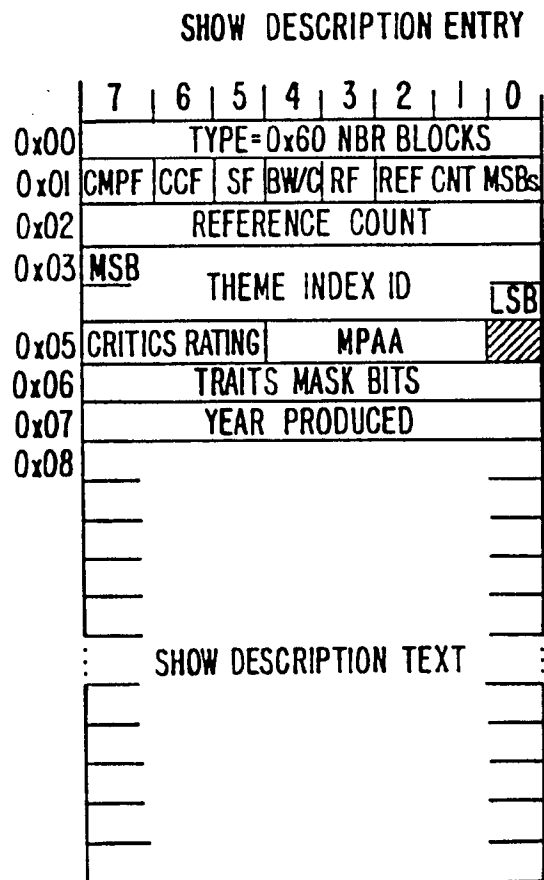 SHOW DESCRIPTION ENTRY
7 6 5 4 3 2 1 0
0x00 TYPE=0x60 NBR BLOCKS
0x01 CMPF CCF SF BW/C RF REF CNT MSBs
0x02 REFERENCE COUNT
0x03 MSB THEME INDEX ID LSB
0x05 CRITICS RATING MPAA
0x06 TRAITS MASK BITS
0x07 YEAR PRODUCED
0x08
SHOW DESCRIPTION TEXT